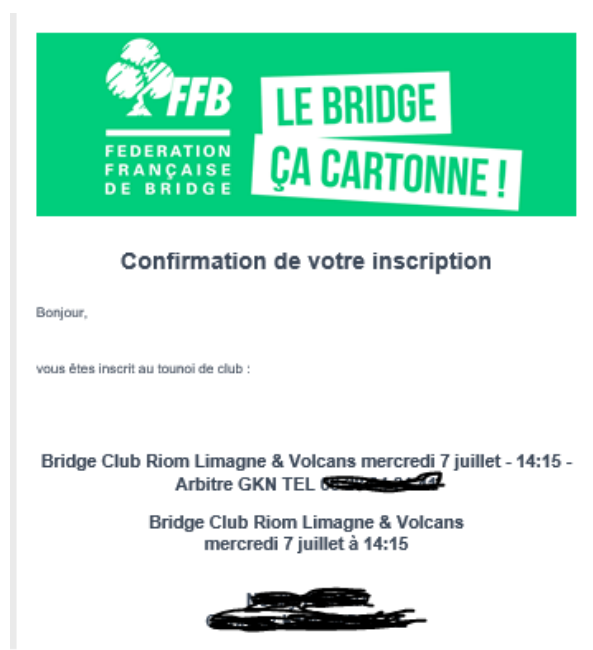 FFB
FEDERATION
FRANÇAISE
DE BRIDGE
LE BRIDGE
ÇA CARTONNE !
Confirmation de votre inscription
Bonjour,
vous êtes inscrit au tounoi de club :
Bridge Club Riom Limagne & Volcans mercredi 7 juillet - 14:15 -
Arbitre GKN TEL
Bridge Club Riom Limagne & Volcans
mercredi 7 juillet à 14:15